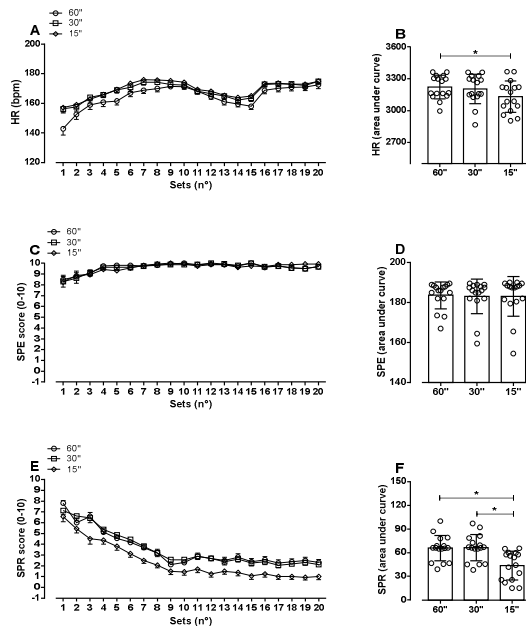 60"
30"
15"
A
HR (bpm)
200
180
160
140
120
1 2 3 4 5 6 7 8 9 10 11 12 13 14 15 16 17 18 19 20
Sets (nº)
B
HR (area under curve)
3600
3300
3000
2700
*
60" 30" 15"
60"
30"
15"
C
SPE score (0-10)
10
9
8
7
6
5
4
3
2
1
0
-1
1 2 3 4 5 6 7 8 9 10 11 12 13 14 15 16 17 18 19 20
Sets (nº)
D
SPE (area under curve)
220
180
160
140
60" 30" 15"
60"
30"
15"
E
SPR score (0-10)
10
9
8
7
6
5
4
3
2
1
0
-1
1 2 3 4 5 6 7 8 9 10 11 12 13 14 15 16 17 18 19 20
Sets (nº)
F
SPR (area under curve)
150
120
90
60
30
0
*
*
60" 30" 15"